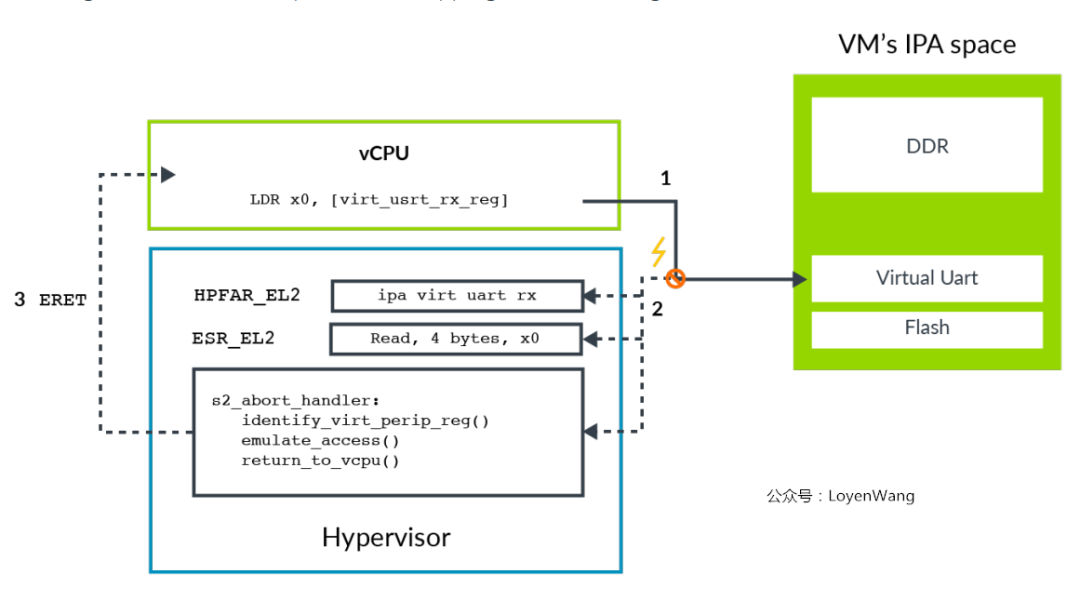 VM's IPA space
DDR
vCPU
LDR x0, [virt_usrt_rx_reg]
1
Virtual Uart
Flash
HPFAR_EL2
ipa virt uart rx
2
3 ERET
ESR_EL2
Read, 4 bytes, x0
s2_abort_handler:
identify_virt_perip_reg()
emulate_access()
return_to_vcpu()
公众号：LoyenWang
Hypervisor